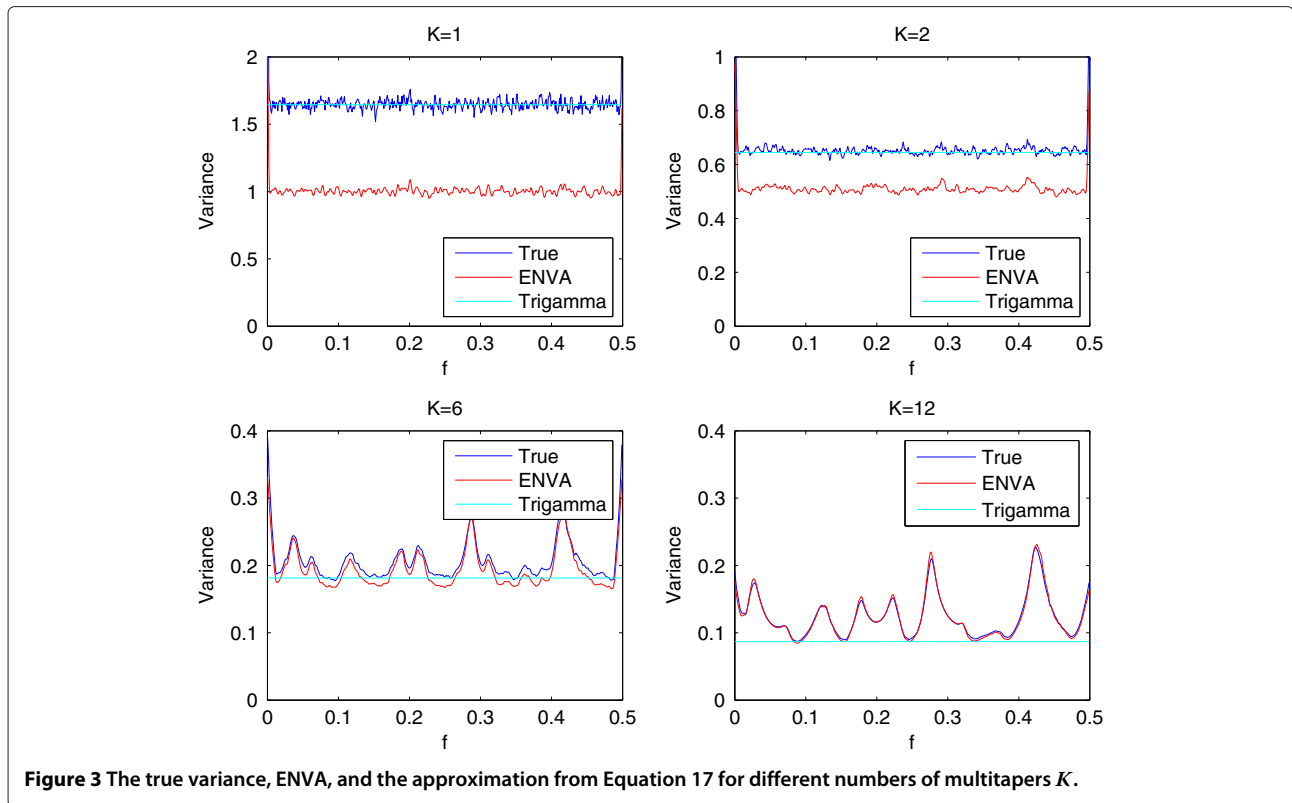 K=1
2
1.5
1
0.5
0
Variance
True
ENVA
Trigamma
0 0.1 0.2 0.3 0.4 0.5
f
K=2
1
0.8
0.6
0.4
0.2
0
Variance
True
ENVA
Trigamma
0 0.1 0.2 0.3 0.4 0.5
f
K=6
0.4
0.3
0.2
0.1
0
Variance
True
ENVA
Trigamma
0 0.1 0.2 0.3 0.4 0.5
f
K=12
0.4
0.3
0.2
0.1
0
Variance
True
ENVA
Trigamma
0 0.1 0.2 0.3 0.4 0.5
f
Figure 3 The true variance, ENVA, and the approximation from Equation 17 for different numbers of multitapers K.